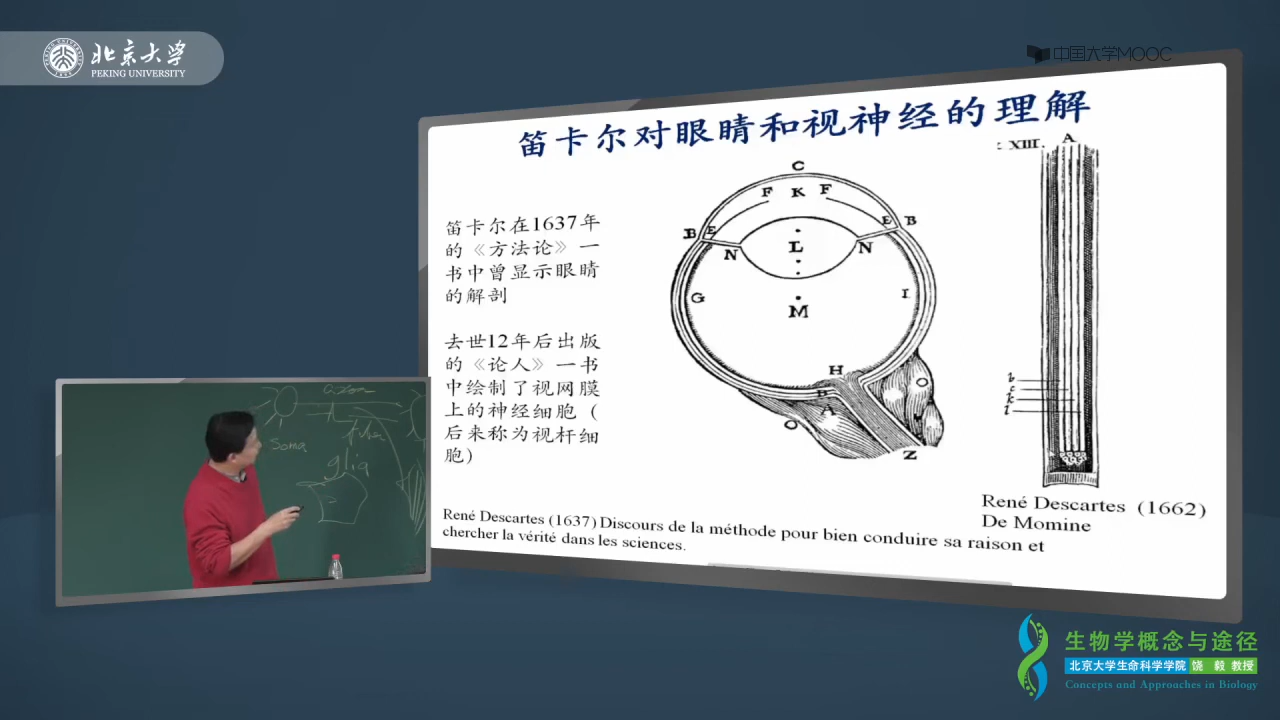 北京大学
PEKING UNIVERSITY
中国大学MOOC
笛卡尔对眼睛和视神经的理解
笛卡尔在1637年
的《方法论》一
书中曾显示眼睛
的解剖
去世12年后出版
的《论人》一书
中绘制了视网膜
上的神经细胞（
后来称为视杆细
胞）
C
F K F
B E E B
N L N
G I
M
H
D
A
O O
Z
XIII.
A
b
c
k
l
René Descartes (1662)
De Momine
René Descartes (1637) Discours de la méthode pour bien conduire sa raison et
chercher la vérité dans les sciences.
axon
Soma
fiber
glia
生物学概念与途径
北京大学生命科学学院 饶 毅 教授
Concepts and Approaches in Biology